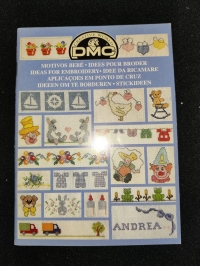 DMC
MOTIVOS BEBÉ • IDEES POUR BRODER
IDEAS FOR EMBROIDERY • IDEE DA RICAMARE
APLICAÇOES EM PONTO DE CRUZ
IDEEEN OM TE BORDUREN • STICKIDEEN
ANDREA